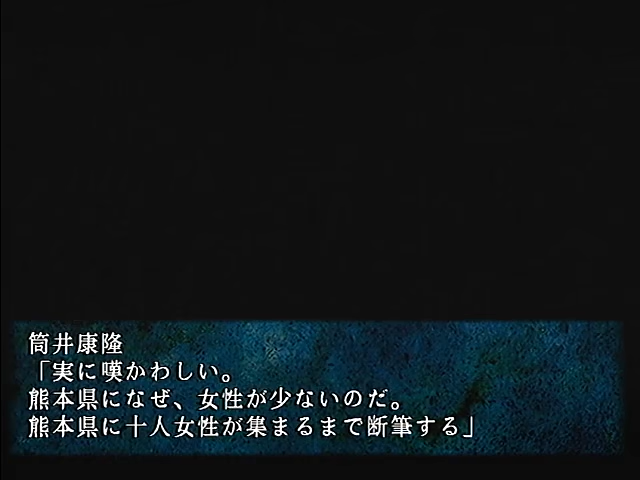 筒井康隆
「実に嘆かわしい。
熊本県になぜ、女性が少ないのだ。
熊本県に十人女性が集まるまで断筆する」